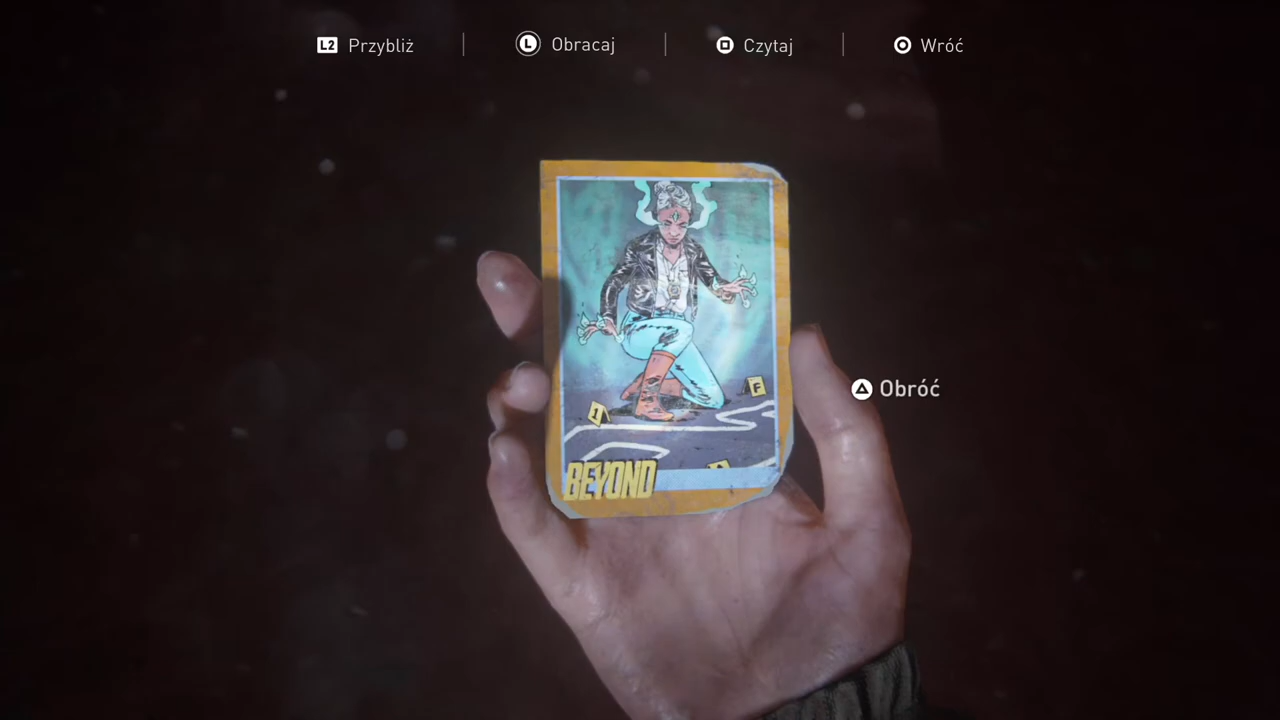 L2 Przybliż
L Obracaj
Czytaj
Wróć
F
Obróć
1
BEYOND